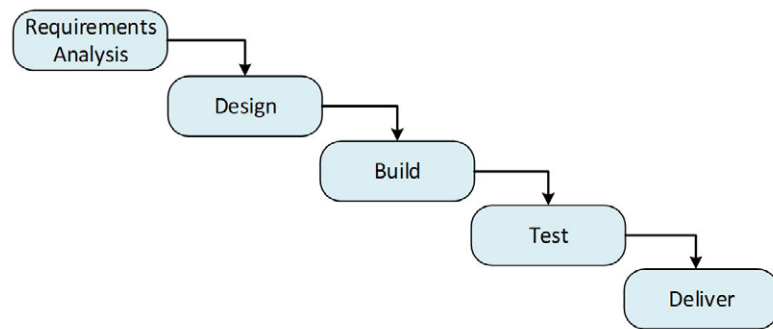 Requirements
Analysis
Design
Build
Test
Deliver